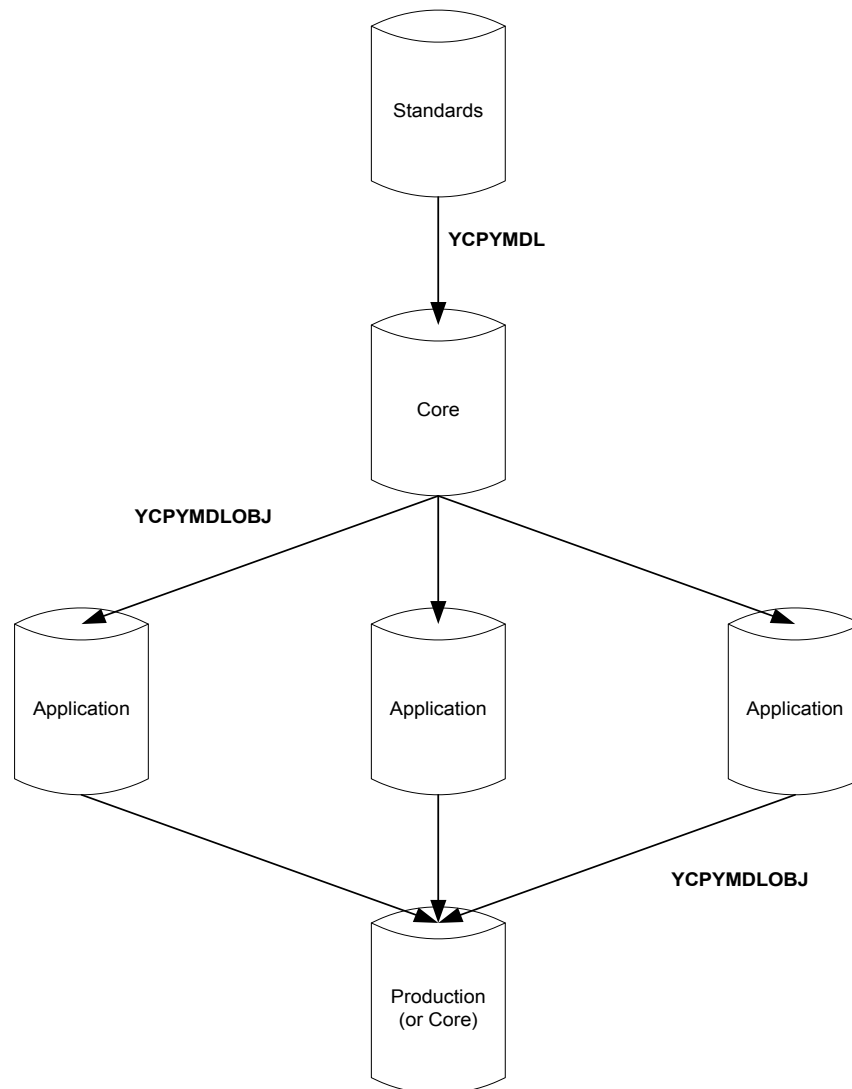 Standards
YCPYMDL
Core
YCPYMDLOBJ
Application
Application
Application
YCPYMDLOBJ
Production
(or Core)